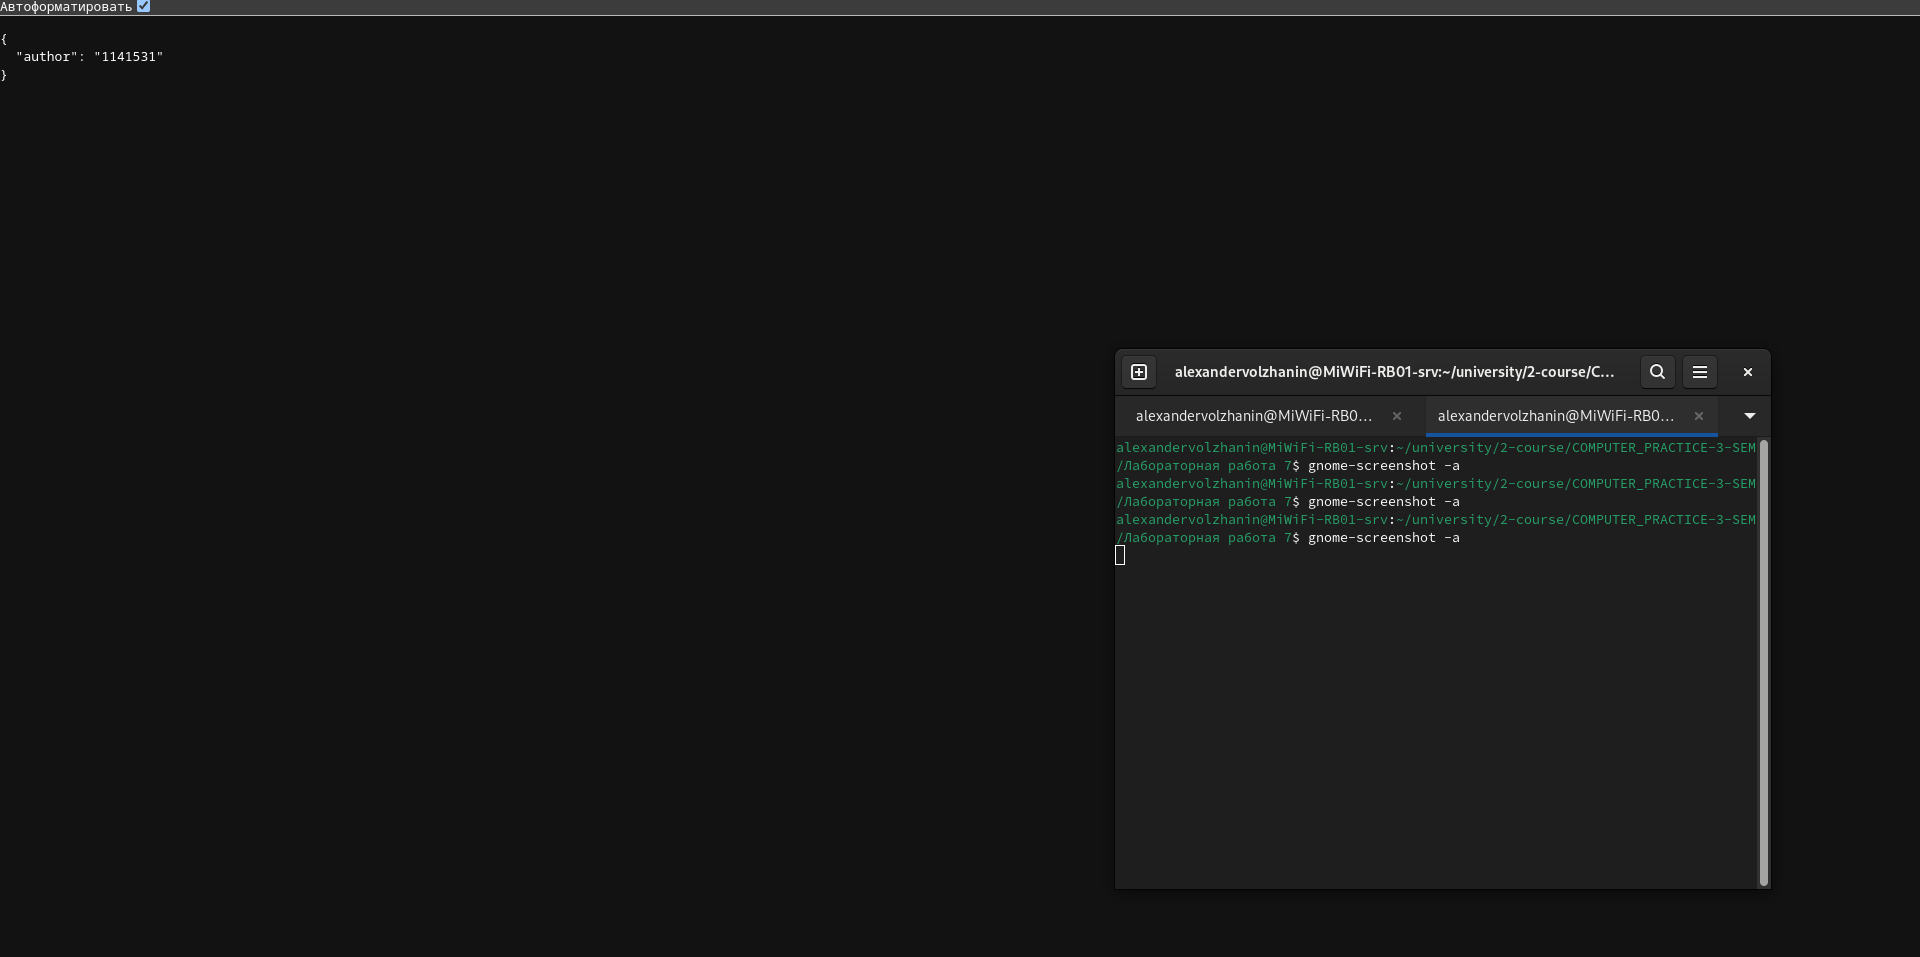 Автоформатировать
{
"author": "1141531"
}
alexandervolzhanin@MiWiFi-RB01-srv:~/university/2-course/C...
alexandervolzhanin@MiWiFi-RB0...
alexandervolzhanin@MiWiFi-RB0...
alexandervolzhanin@MiWiFi-RB01-srv:~/university/2-course/COMPUTER_PRACTICE-3-SEM
/Лабораторная работа 7$ gnome-screenshot -a
alexandervolzhanin@MiWiFi-RB01-srv:~/university/2-course/COMPUTER_PRACTICE-3-SEM
/Лабораторная работа 7$ gnome-screenshot -a
alexandervolzhanin@MiWiFi-RB01-srv:~/university/2-course/COMPUTER_PRACTICE-3-SEM
/Лабораторная работа 7$ gnome-screenshot -a